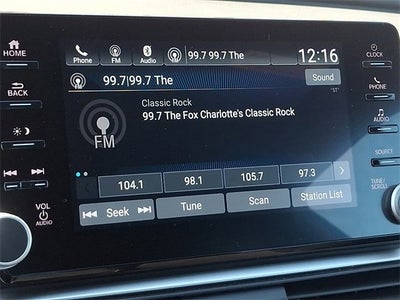 HOME
BACK
VOL
AUDIO
Phone
FM
Audio
99.7 99.7 The
12:16
99.7|99.7 The
Sound
"ST"
Classic Rock
99.7 The Fox Charlotte's Classic Rock
FM
104.1
98.1
105.7
97.3
Seek
Tune
Scan
Station List
CLOCK
PHONE
AUDIO
SOURCE
TUNE/
SCROLL